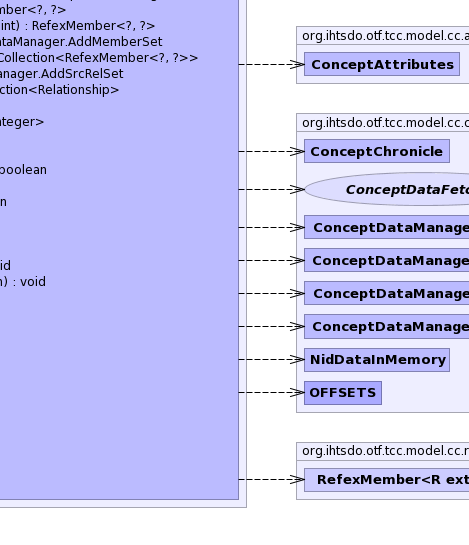 mber<?, ?>
int) : RefexMember<?, ?>
ataManager.AddMemberSet
Collection<RefexMember<?, ?>>
anager.AddSrcRelSet
ction<Relationship>
nteger>
boolean
n
id
n) : void
org.ihtsdo.otf.tcc.model.cc.a
ConceptAttributes
org.ihtsdo.otf.tcc.model.cc.c
ConceptChronicle
ConceptDataFetc
ConceptDataManage
ConceptDataManage
ConceptDataManage
ConceptDataManage
NidDataInMemory
OFFSETS
org.ihtsdo.otf.tcc.model.cc.r
RefexMember<R ext